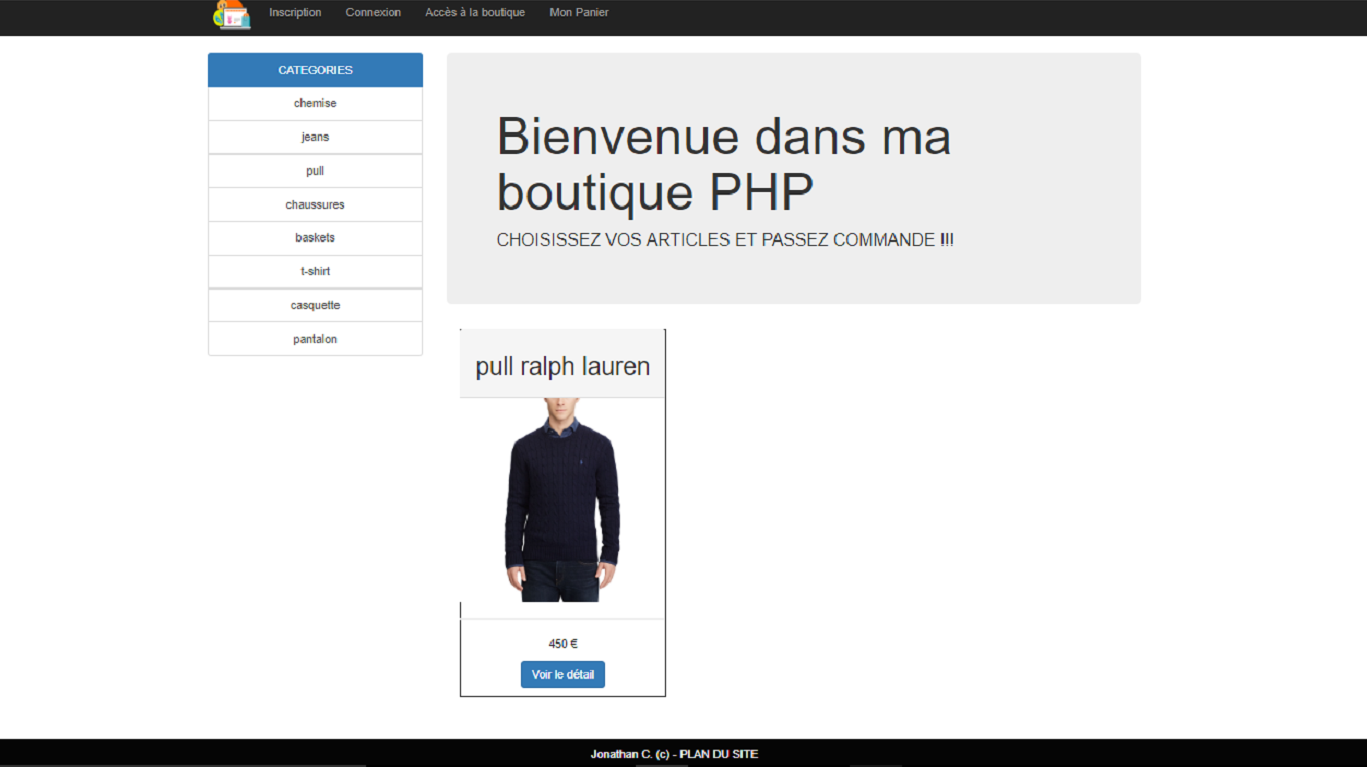 Inscription Connexion Accès à la boutique Mon Panier
CATEGORIES
chemise
jeans
pull
chaussures
baskets
t-shirt
casquette
pantalon
Bienvenue dans ma
boutique PHP
CHOISISSEZ VOS ARTICLES ET PASSEZ COMMANDE !!!
pull ralph lauren
450 €
Voir le détail
Jonathan C. (c) - PLAN DU SITE